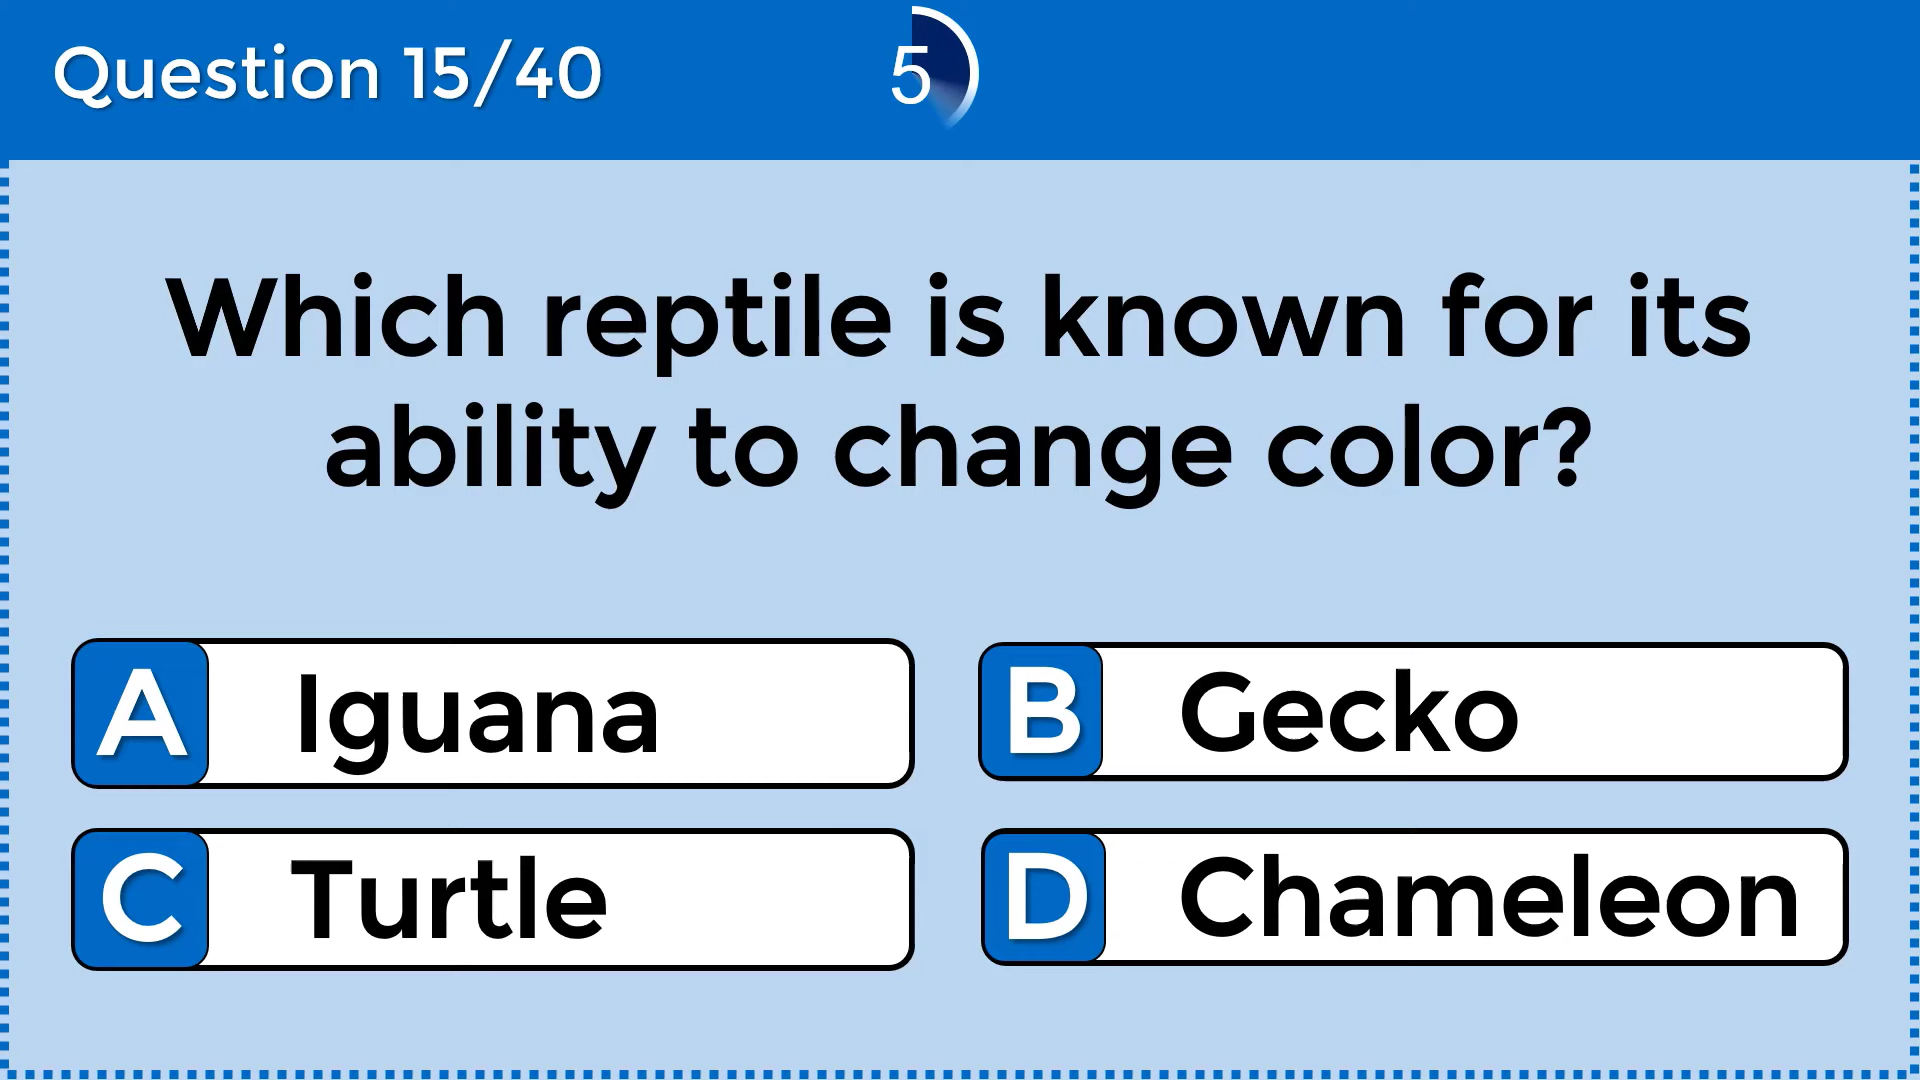 Question 15/40
5
Which reptile is known for its
ability to change color?
A Iguana
B Gecko
C Turtle
D Chameleon